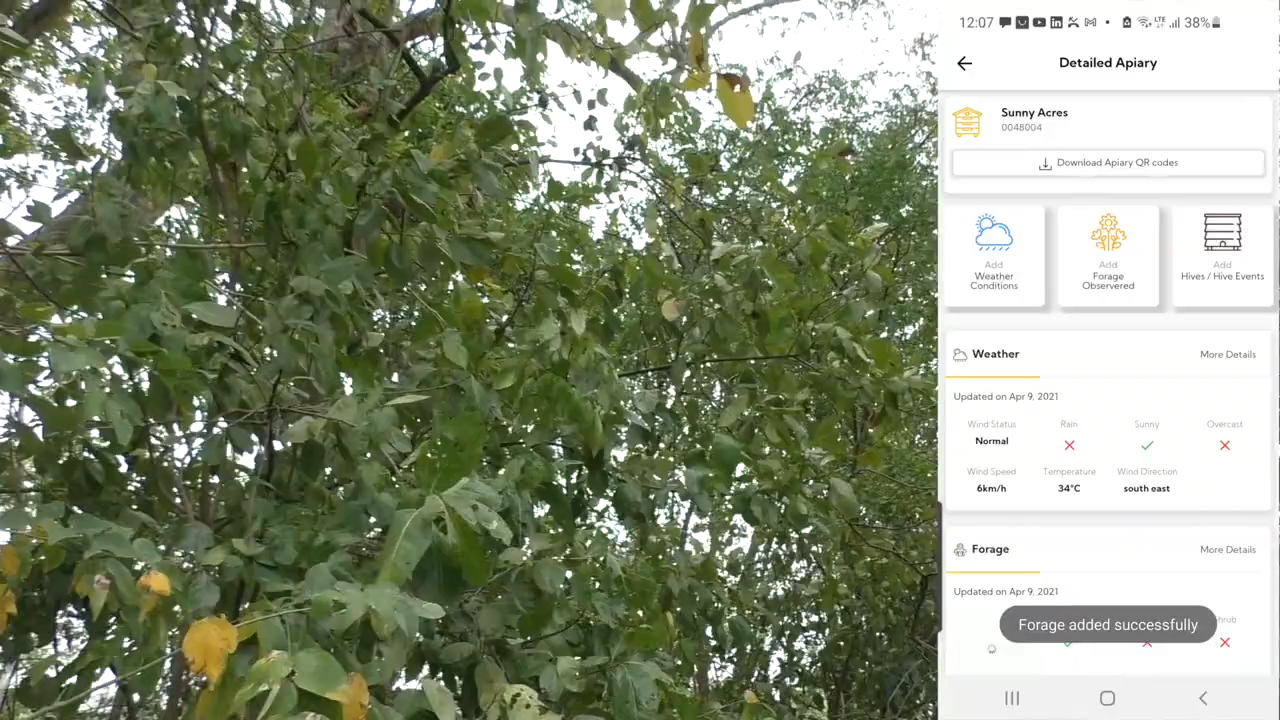 12:07 LTE 38%
Detailed Apiary
Sunny Acres
0048004
Download Apiary QR codes
Add Weather Conditions
Add Forage Observered
Add Hives / Hive Events
Weather More Details
Updated on Apr 9, 2021
Wind Status Rain Sunny Overcast
Normal
Wind Speed Temperature Wind Direction
6km/h 34°C south east
Forage More Details
Updated on Apr 9, 2021
Forage added successfully